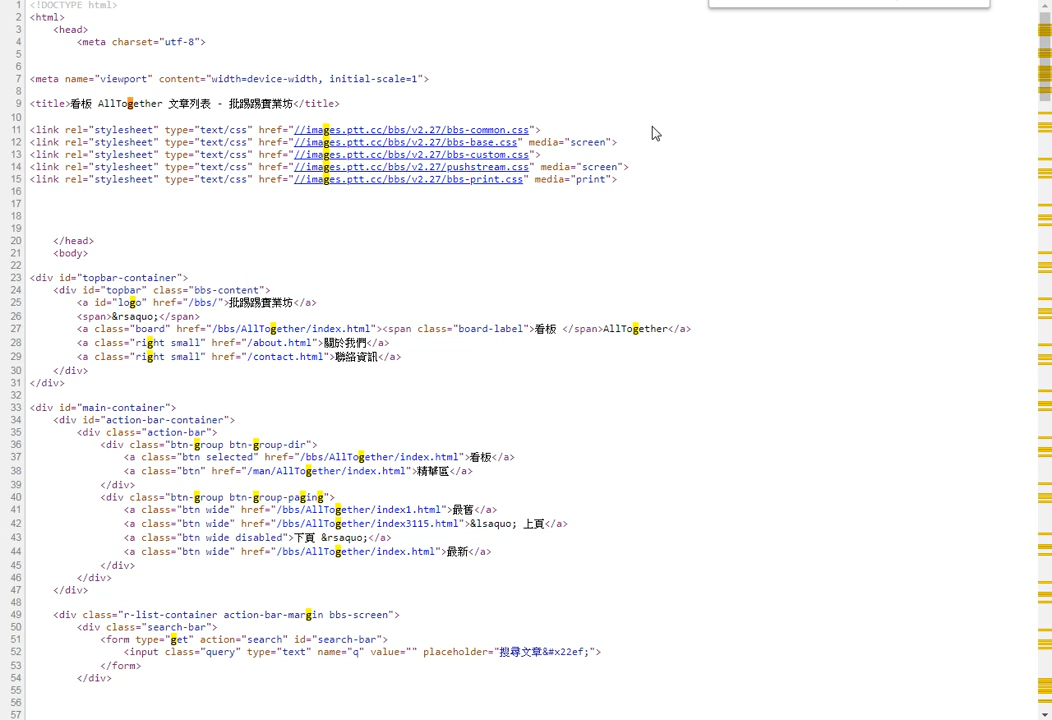 1 <!DOCTYPE html>
2 <html>
3 <head>
4 <meta charset="utf-8">
5
6
7 <meta name="viewport" content="width=device-width, initial-scale=1">
8
9 <title>看板 AllTogether 文章列表 - 批踢踢實業坊</title>
10
11 <link rel="stylesheet" type="text/css" href="//images.ptt.cc/bbs/v2.27/bbs-common.css">
12 <link rel="stylesheet" type="text/css" href="//images.ptt.cc/bbs/v2.27/bbs-base.css" media="screen">
13 <link rel="stylesheet" type="text/css" href="//images.ptt.cc/bbs/v2.27/bbs-custom.css">
14 <link rel="stylesheet" type="text/css" href="//images.ptt.cc/bbs/v2.27/pushstream.css" media="screen">
15 <link rel="stylesheet" type="text/css" href="//images.ptt.cc/bbs/v2.27/bbs-print.css" media="print">
16
17
18
19
20 </head>
21 <body>
22
23 <div id="topbar-container">
24 <div id="topbar" class="bbs-content">
25 <a id="logo" href="/bbs/">批踢踢實業坊</a>
26 <span>&rsaquo;</span>
27 <a class="board" href="/bbs/AllTogether/index.html"><span class="board-label">看板 </span>AllTogether</a>
28 <a class="right small" href="/about.html">關於我們</a>
29 <a class="right small" href="/contact.html">聯絡資訊</a>
30 </div>
31 </div>
32
33 <div id="main-container">
34 <div id="action-bar-container">
35 <div class="action-bar">
36 <div class="btn-group btn-group-dir">
37 <a class="btn selected" href="/bbs/AllTogether/index.html">看板</a>
38 <a class="btn" href="/man/AllTogether/index.html">精華區</a>
39 </div>
40 <div class="btn-group btn-group-paging">
41 <a class="btn wide" href="/bbs/AllTogether/index1.html">最舊</a>
42 <a class="btn wide" href="/bbs/AllTogether/index3115.html">&lsaquo; 上頁</a>
43 <a class="btn wide disabled">下頁 &rsaquo;</a>
44 <a class="btn wide" href="/bbs/AllTogether/index.html">最新</a>
45 </div>
46 </div>
47 </div>
48
49 <div class="r-list-container action-bar-margin bbs-screen">
50 <div class="search-bar">
51 <form type="get" action="search" id="search-bar">
52 <input class="query" type="text" name="q" value="" placeholder="搜尋文章&#x22ef;">
53 </form>
54 </div>
55
56
57